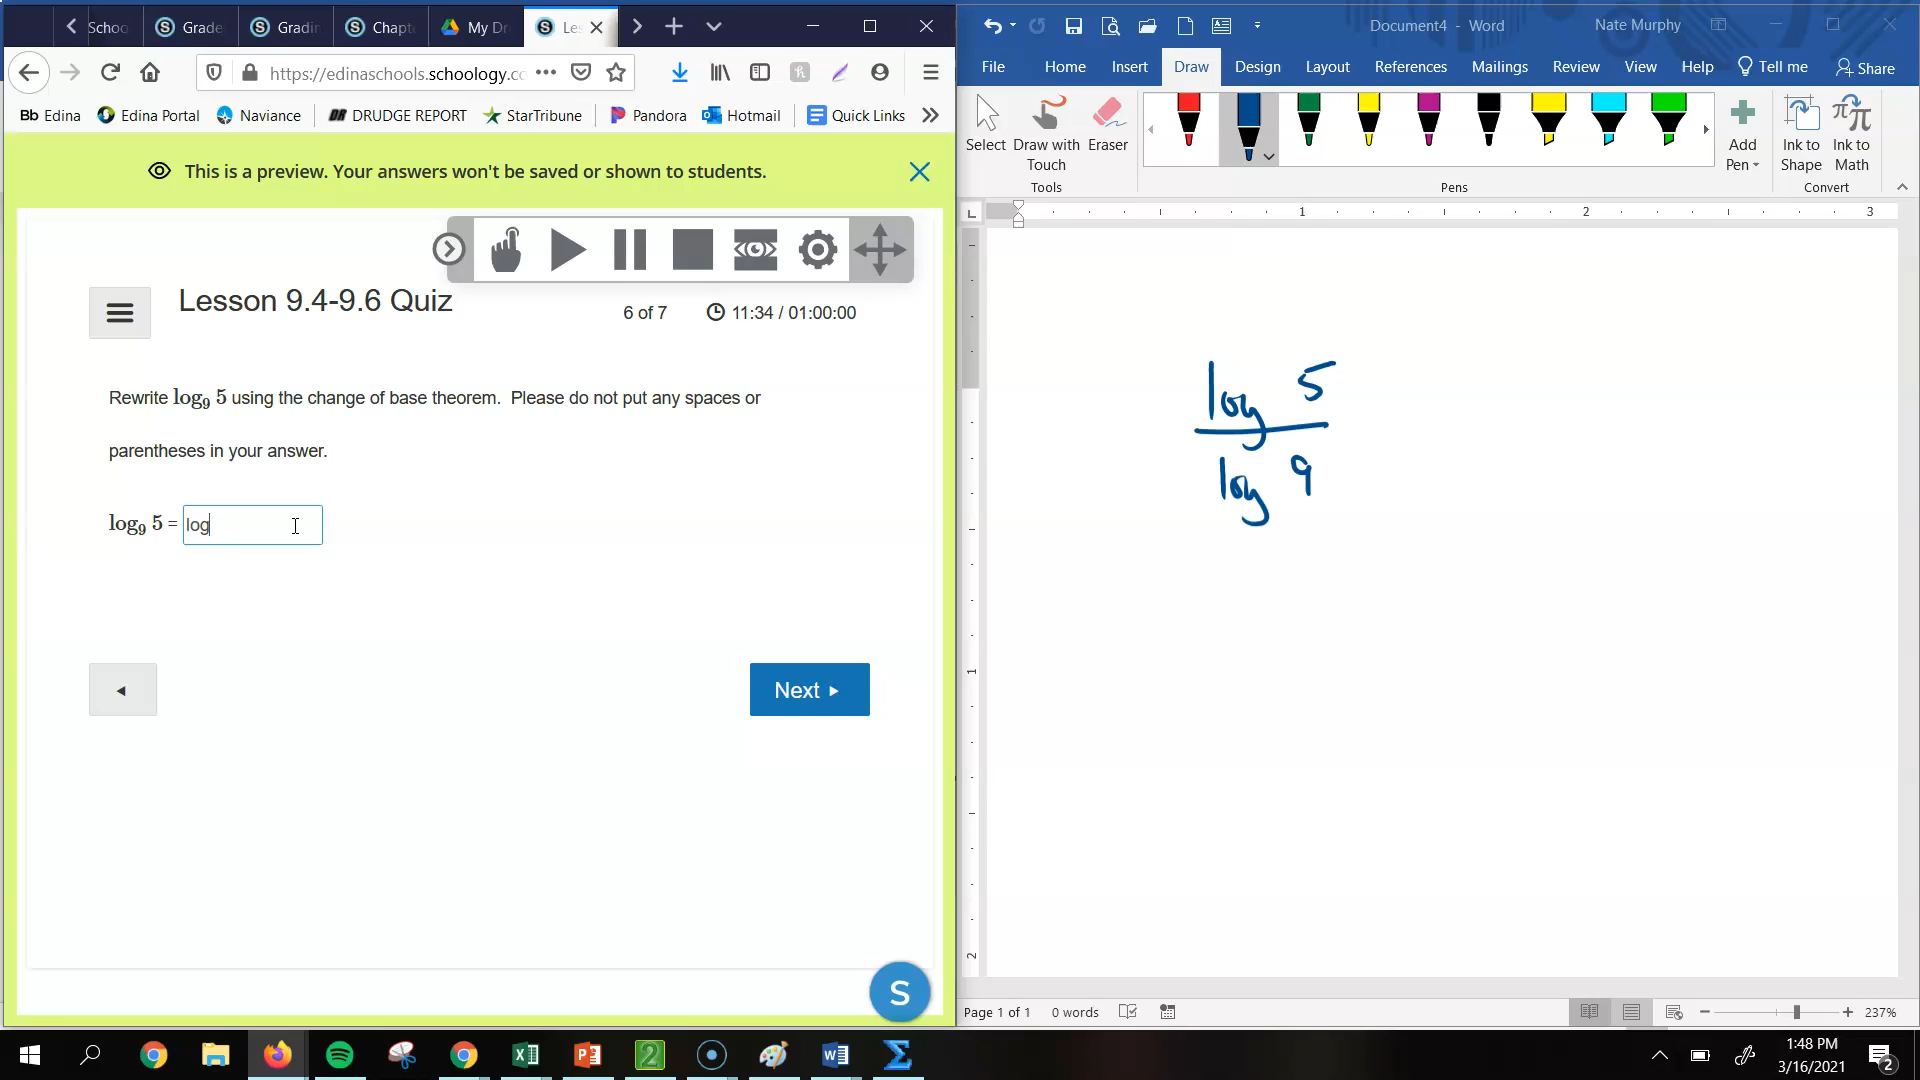 Schoo
Grade
Gradin
Chapt
My Dr
Les
https://edinaschools.schoology.co
Bb Edina
Edina Portal
Naviance
DR DRUDGE REPORT
StarTribune
Pandora
Hotmail
Quick Links
This is a preview. Your answers won't be saved or shown to students.
Lesson 9.4-9.6 Quiz
6 of 7
11:34 / 01:00:00
Rewrite log₉ 5 using the change of base theorem. Please do not put any spaces or
parentheses in your answer.
log₉ 5 = log
Next
S
Document4 - Word
Nate Murphy
File Home Insert Draw Design Layout References Mailings Review View Help Tell me Share
Select
Draw with
Touch
Eraser
Tools
Pens
Add
Pen
Ink to
Shape
Ink to
Math
Convert
L
1 2 3
log 5
log 9
1
2
Page 1 of 1
0 words
237%
1:48 PM
3/16/2021
2